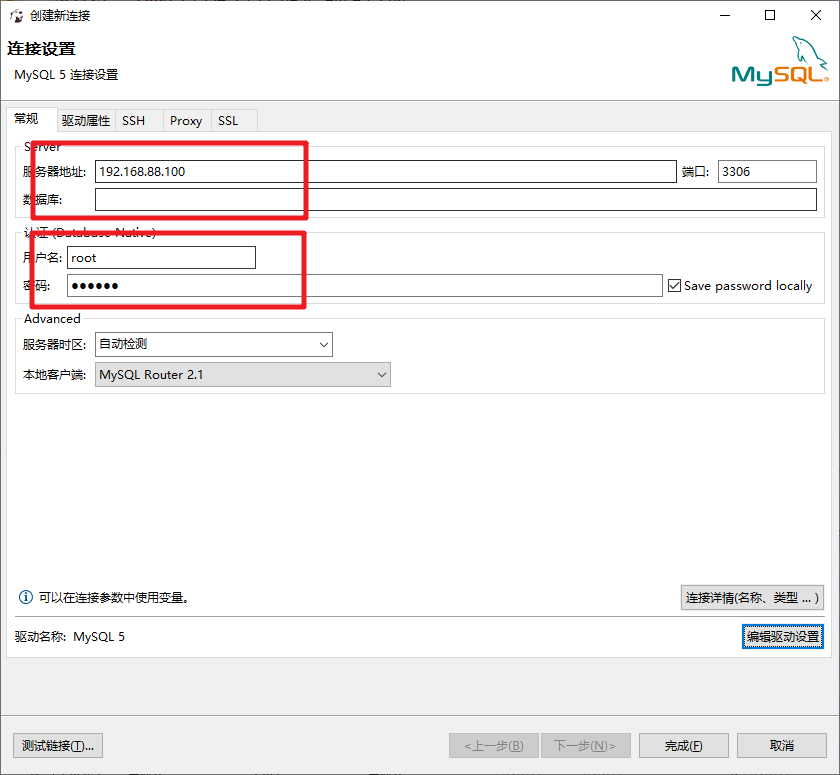 创建新连接
连接设置
MySQL 5 连接设置
MySQL®
常规 驱动属性 SSH Proxy SSL
Server
服务器地址: 192.168.88.100 端口: 3306
数据库:
认证 (Database Native)
用户名: root
密码: ●●●●●● Save password locally
Advanced
服务器时区: 自动检测
本地客户端: MySQL Router 2.1
可以在连接参数中使用变量。
连接详情(名称、类型 ... )
驱动名称: MySQL 5 编辑驱动设置
测试链接(T)... <上一步(B) 下一步(N)> 完成(F) 取消